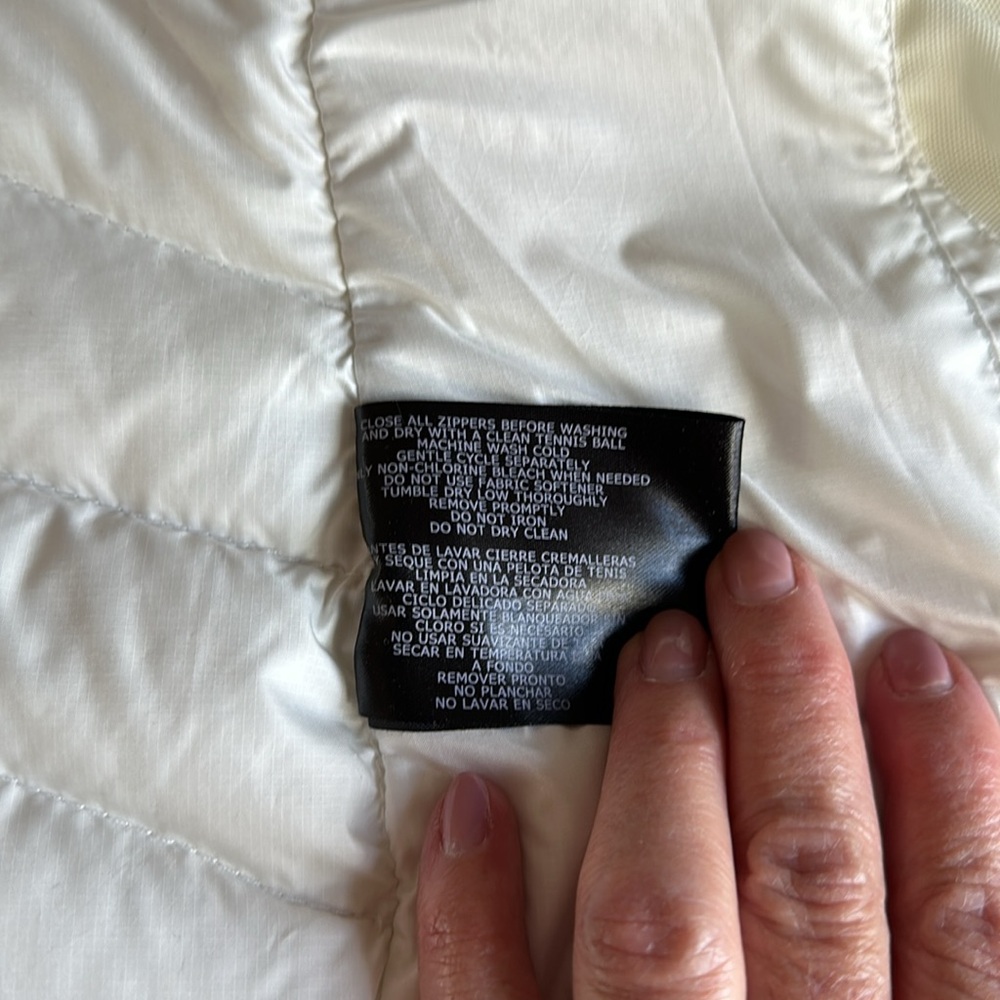 CLOSE ALL ZIPPERS BEFORE WASHING
AND DRY WITH A CLEAN TENNIS BALL
MACHINE WASH COLD
GENTLE CYCLE SEPARATELY
NON-CHLORINE BLEACH WHEN NEEDED
DO NOT USE FABRIC SOFTENER
TUMBLE DRY LOW THOROUGHLY
REMOVE PROMPTLY
DO NOT IRON
DO NOT DRY CLEAN
DE LAVAR CIERRE CREMALLERAS
SEQUE CON UNA PELOTA DE TENIS
LIMPIA EN LA SECADORA
LAVAR EN LAVADORA CON AGUA
CICLO DELICADO
USAR SOLAMENTE
CLORO SI ES NECESARIO
NO USAR SUAVIZANTE DE
SECAR EN TEMPERATURA
A FONDO
REMOVER PRONTO
NO PLANCHAR
NO LAVAR EN SECO